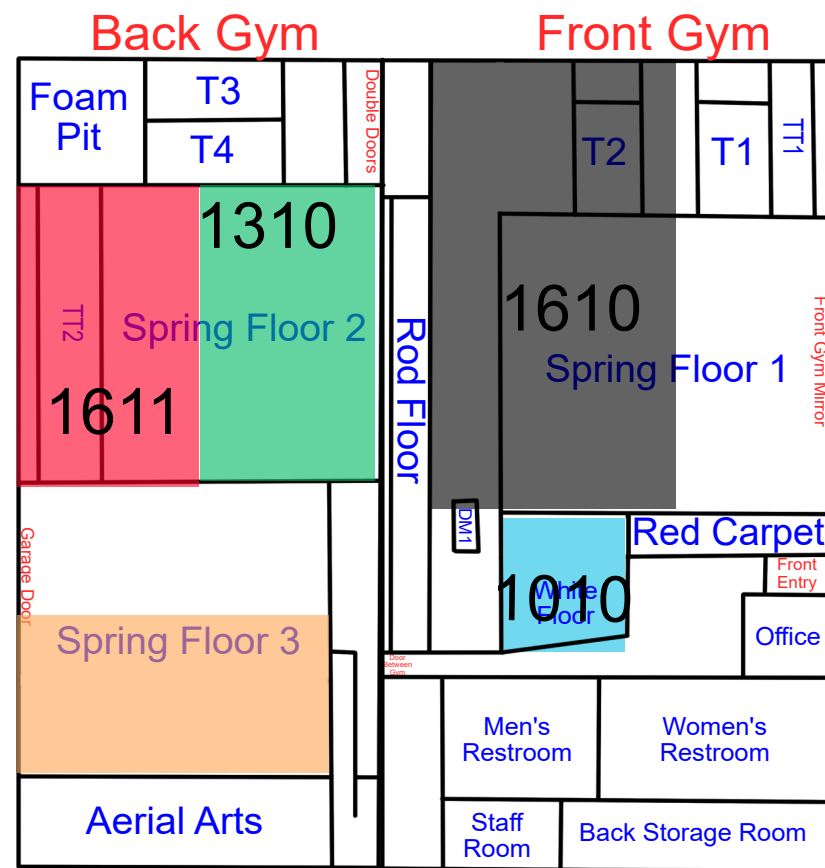 Back Gym
Front Gym
Foam
Pit
T3
T4
Double Doors
T2
T1
TT1
1310
TT2
Spring Floor 2
1611
Rod Floor
1610
Spring Floor 1
Front Gym Mirror
DM1
Red Carpet
Garage Door
White
Floor
1010
Front
Entry
Spring Floor 3
Door
Between
Gym
Office
Men's
Restroom
Women's
Restroom
Aerial Arts
Staff
Room
Back Storage Room